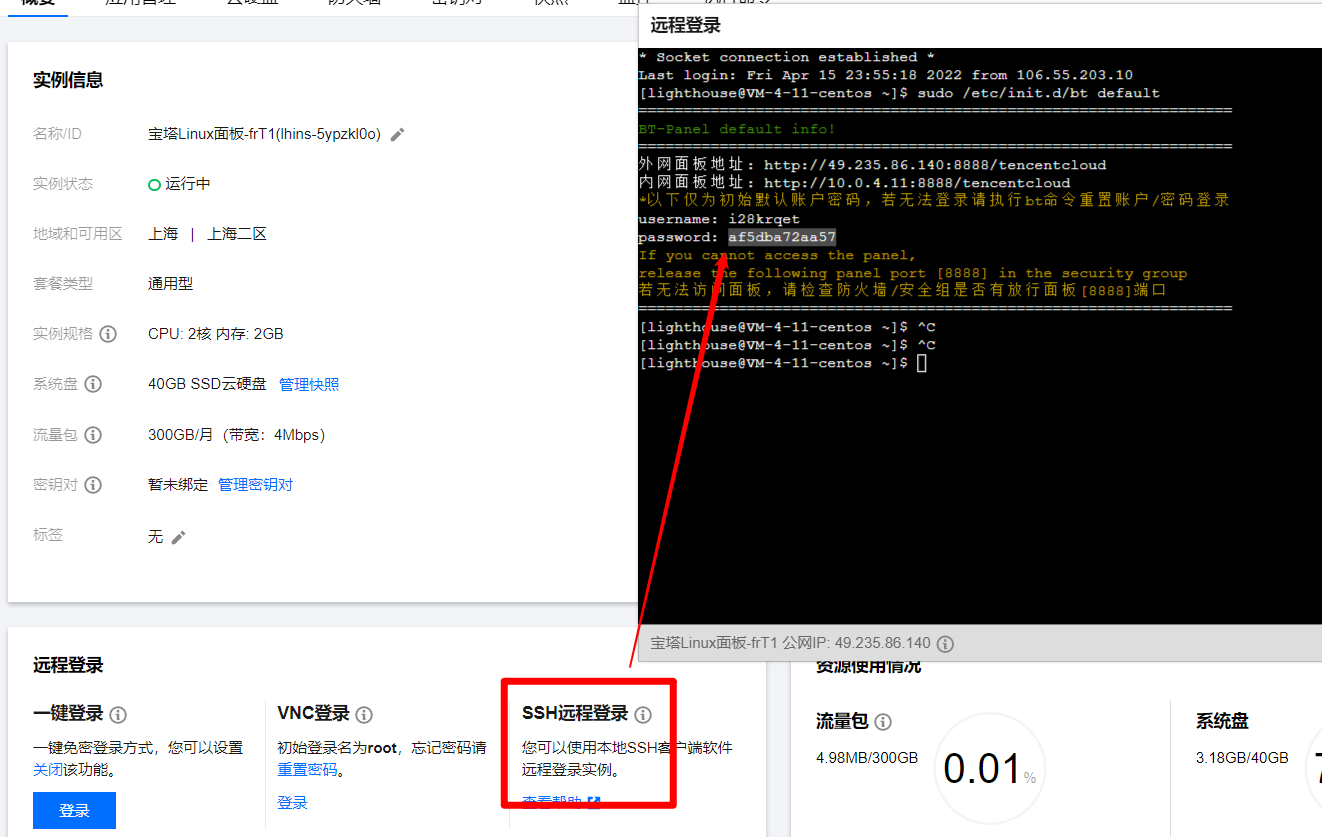 概要 应用管理 云硬盘 防火墙 密钥对 快照
实例信息
名称/ID 宝塔Linux面板-frT1(lhins-5ypzkl0o)
实例状态 运行中
地域和可用区 上海 | 上海二区
套餐类型 通用型
实例规格 CPU: 2核 内存: 2GB
系统盘 40GB SSD云硬盘 管理快照
流量包 300GB/月（带宽：4Mbps）
密钥对 暂未绑定 管理密钥对
标签 无
远程登录
* Socket connection established *
Last login: Fri Apr 15 23:55:18 2022 from 106.55.203.10
[lighthouse@VM-4-11-centos ~]$ sudo /etc/init.d/bt default
==================================================================
BT-Panel default info!
==================================================================
外网面板地址: http://49.235.86.140:8888/tencentcloud
内网面板地址: http://10.0.4.11:8888/tencentcloud
*以下仅为初始默认账户密码，若无法登录请执行bt命令重置账户/密码登录
username: i28krqet
password: af5dba72aa57
If you cannot access the panel,
release the following panel port [8888] in the security group
若无法访问面板，请检查防火墙/安全组是否有放行面板[8888]端口
==================================================================
[lighthouse@VM-4-11-centos ~]$ ^C
[lighthouse@VM-4-11-centos ~]$ ^C
[lighthouse@VM-4-11-centos ~]$
宝塔Linux面板-frT1 公网IP: 49.235.86.140
远程登录
一键登录
一键免密登录方式，您可以设置
关闭该功能。
登录
VNC登录
初始登录名为root，忘记密码请
重置密码。
登录
SSH远程登录
您可以使用本地SSH客户端软件
远程登录实例。
查看帮助
资源使用情况
流量包
4.98MB/300GB
0.01%
系统盘
3.18GB/40GB